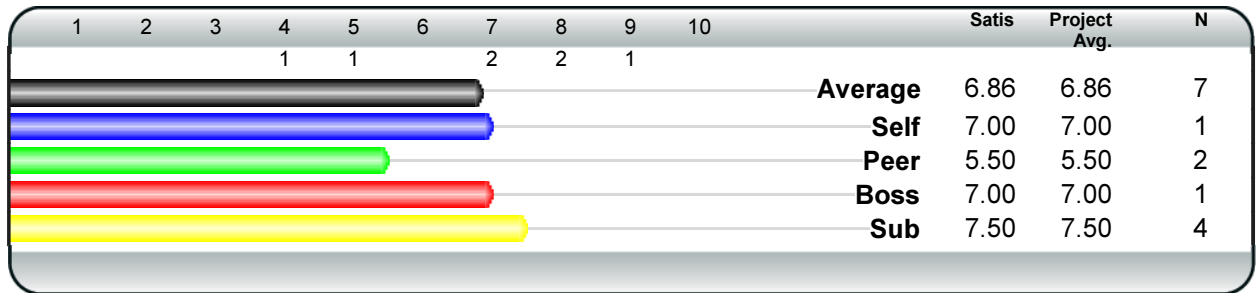 1 2 3 4 5 6 7 8 9 10 Satis Project Avg. N
1 1 2 2 1
Average 6.86 6.86 7
Self 7.00 7.00 1
Peer 5.50 5.50 2
Boss 7.00 7.00 1
Sub 7.50 7.50 4